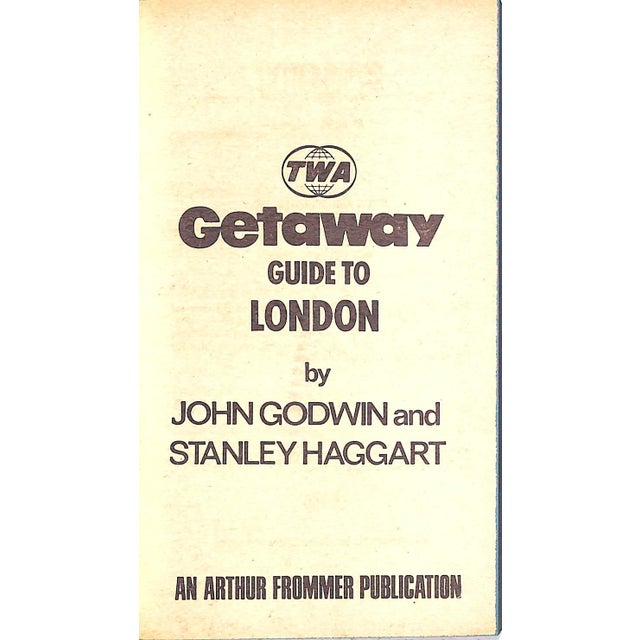 TWA
Getaway
GUIDE TO
LONDON
by
JOHN GODWIN and
STANLEY HAGGART
AN ARTHUR FROMMER PUBLICATION